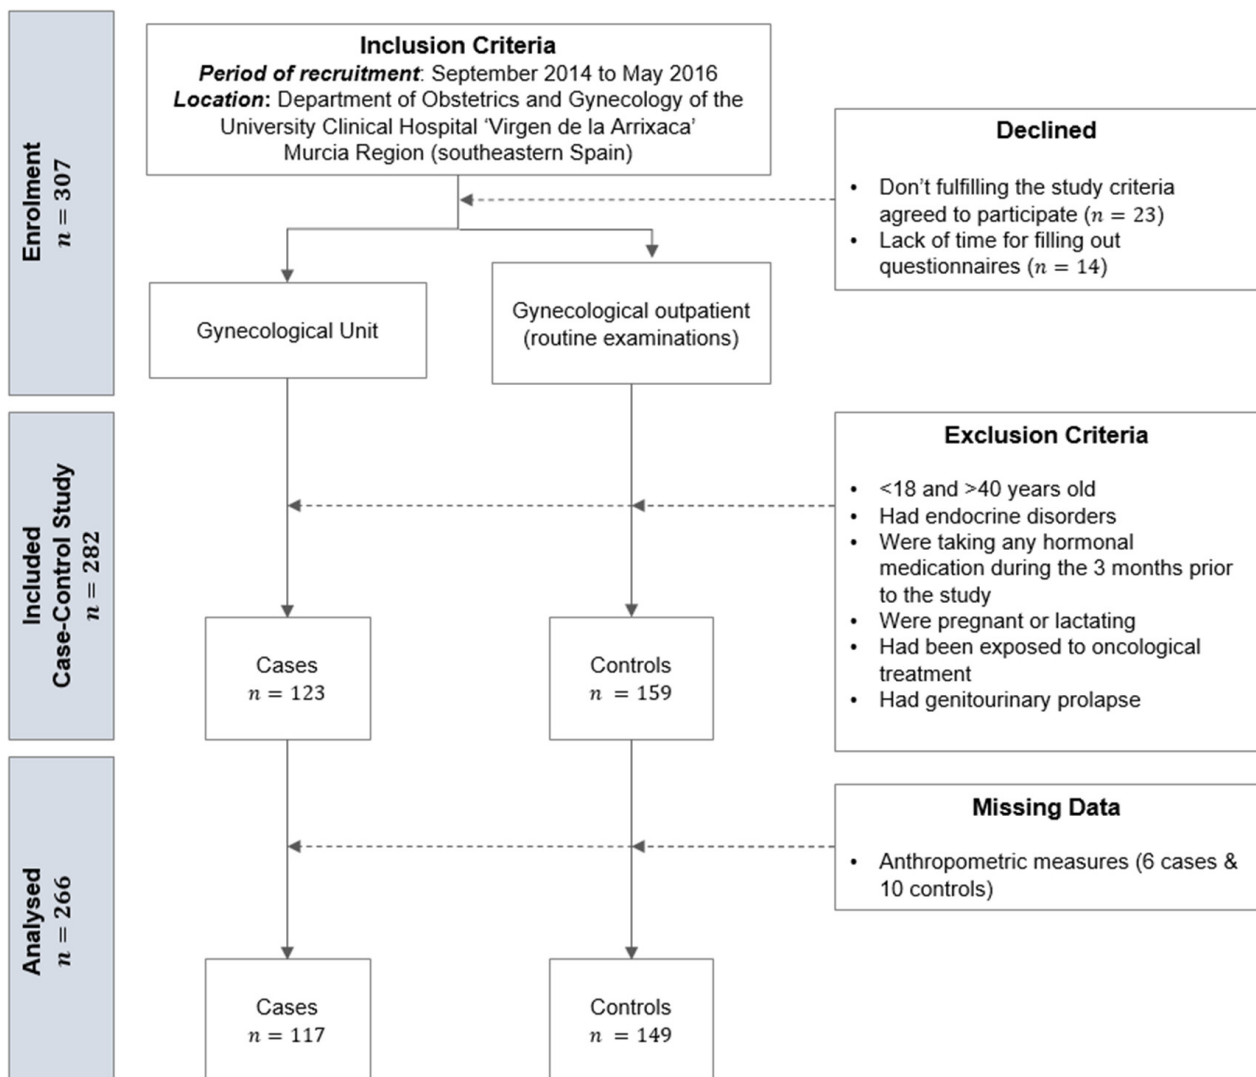 Enrolment
n = 307
Inclusion Criteria
Period of recruitment: September 2014 to May 2016
Location: Department of Obstetrics and Gynecology of the
University Clinical Hospital ‘Virgen de la Arrixaca’
Murcia Region (southeastern Spain)
Declined
• Don’t fulfilling the study criteria
agreed to participate (n = 23)
• Lack of time for filling out
questionnaires (n = 14)
Gynecological Unit
Gynecological outpatient
(routine examinations)
Included
Case-Control Study
n = 282
Exclusion Criteria
• <18 and >40 years old
• Had endocrine disorders
• Were taking any hormonal
medication during the 3 months prior
to the study
• Were pregnant or lactating
• Had been exposed to oncological
treatment
• Had genitourinary prolapse
Cases
n = 123
Controls
n = 159
Analysed
n = 266
Missing Data
• Anthropometric measures (6 cases &
10 controls)
Cases
n = 117
Controls
n = 149